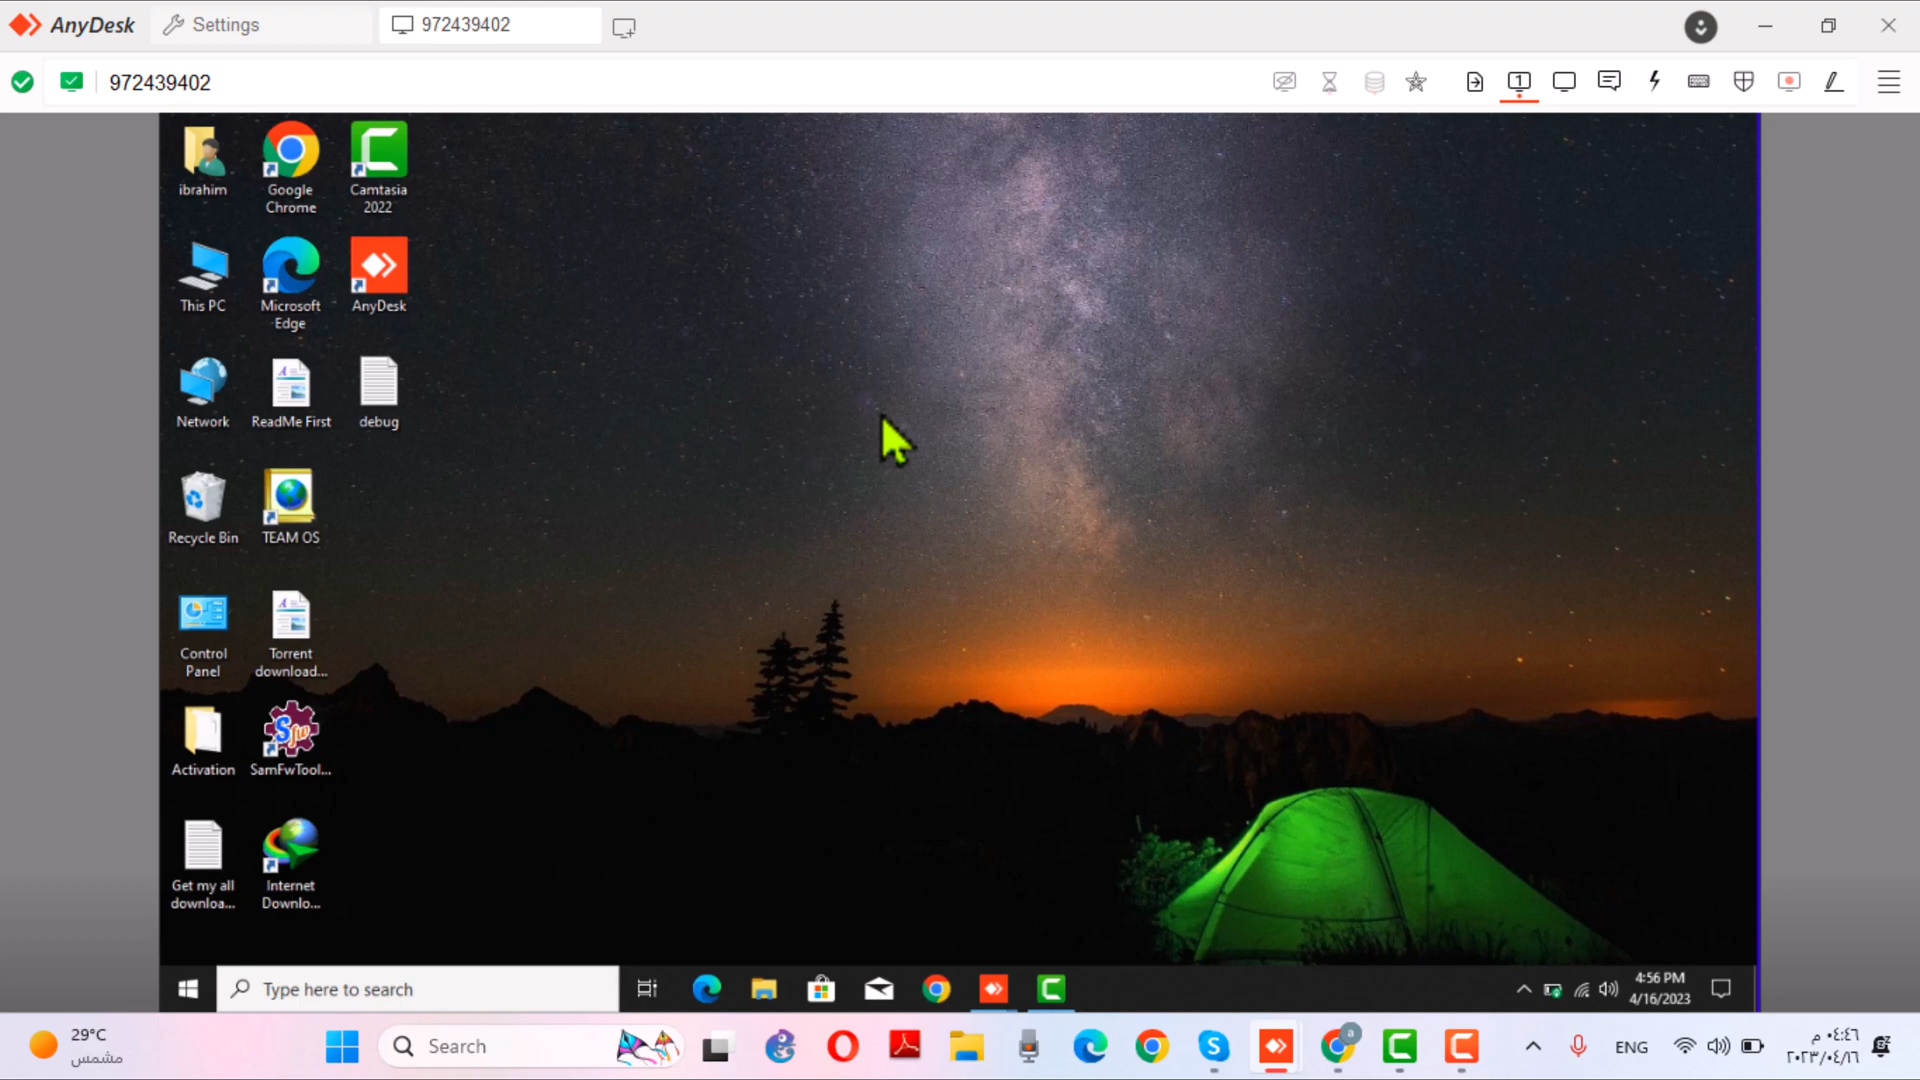 AnyDesk
Settings
972439402
972439402
1
ibrahim
Google
Chrome
Camtasia
2022
This PC
Microsoft
Edge
AnyDesk
Network
ReadMe First
debug
Recycle Bin
TEAM OS
Control
Panel
Torrent
download...
Activation
SamFwTool...
Get my all
downloa...
Internet
Downlo...
Type here to search
4:56 PM
4/16/2023
29°C
مشمس
Search
ENG
٠٤:٤٦ م
٢٠٢٣/٠٤/١٦